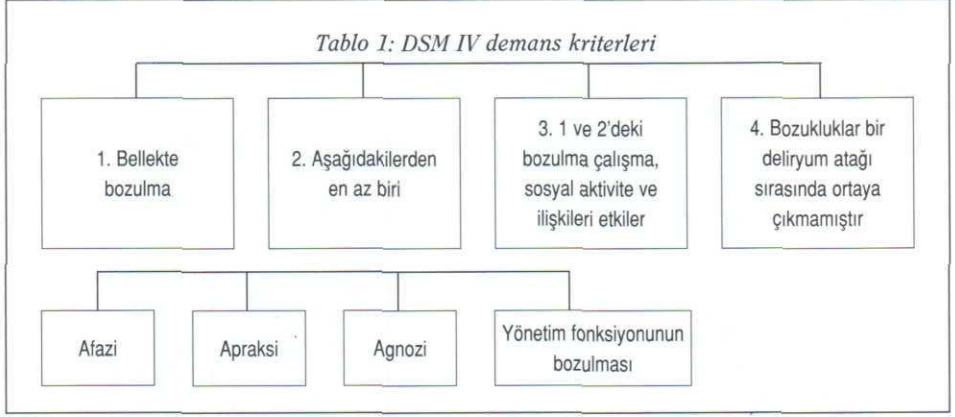 Tablo 1: DSM IV demans kriterleri
1. Bellekte
bozulma
2. Aşağıdakilerden
en az biri
3. 1 ve 2'deki
bozulma çalışma,
sosyal aktivite ve
ilişkileri etkiler
4. Bozukluklar bir
deliryum atağı
sırasında ortaya
çıkmamıştır
Afazi
Apraksi
Agnozi
Yönetim fonksiyonunun
bozulması